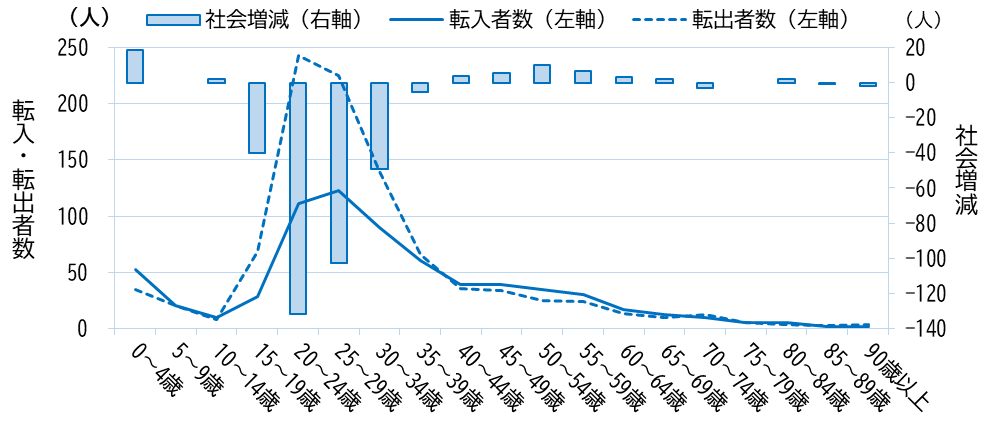 （人）
社会増減（右軸）
転入者数（左軸）
転出者数（左軸）
（人）
250
200
150
100
50
0
転入・転出者数
20
0
−20
−40
−60
−80
−100
−120
−140
社会増減
0～4歳
5～9歳
10～14歳
15～19歳
20～24歳
25～29歳
30～34歳
35～39歳
40～44歳
45～49歳
50～54歳
55～59歳
60～64歳
65～69歳
70～74歳
75～79歳
80～84歳
85～89歳
90歳以上